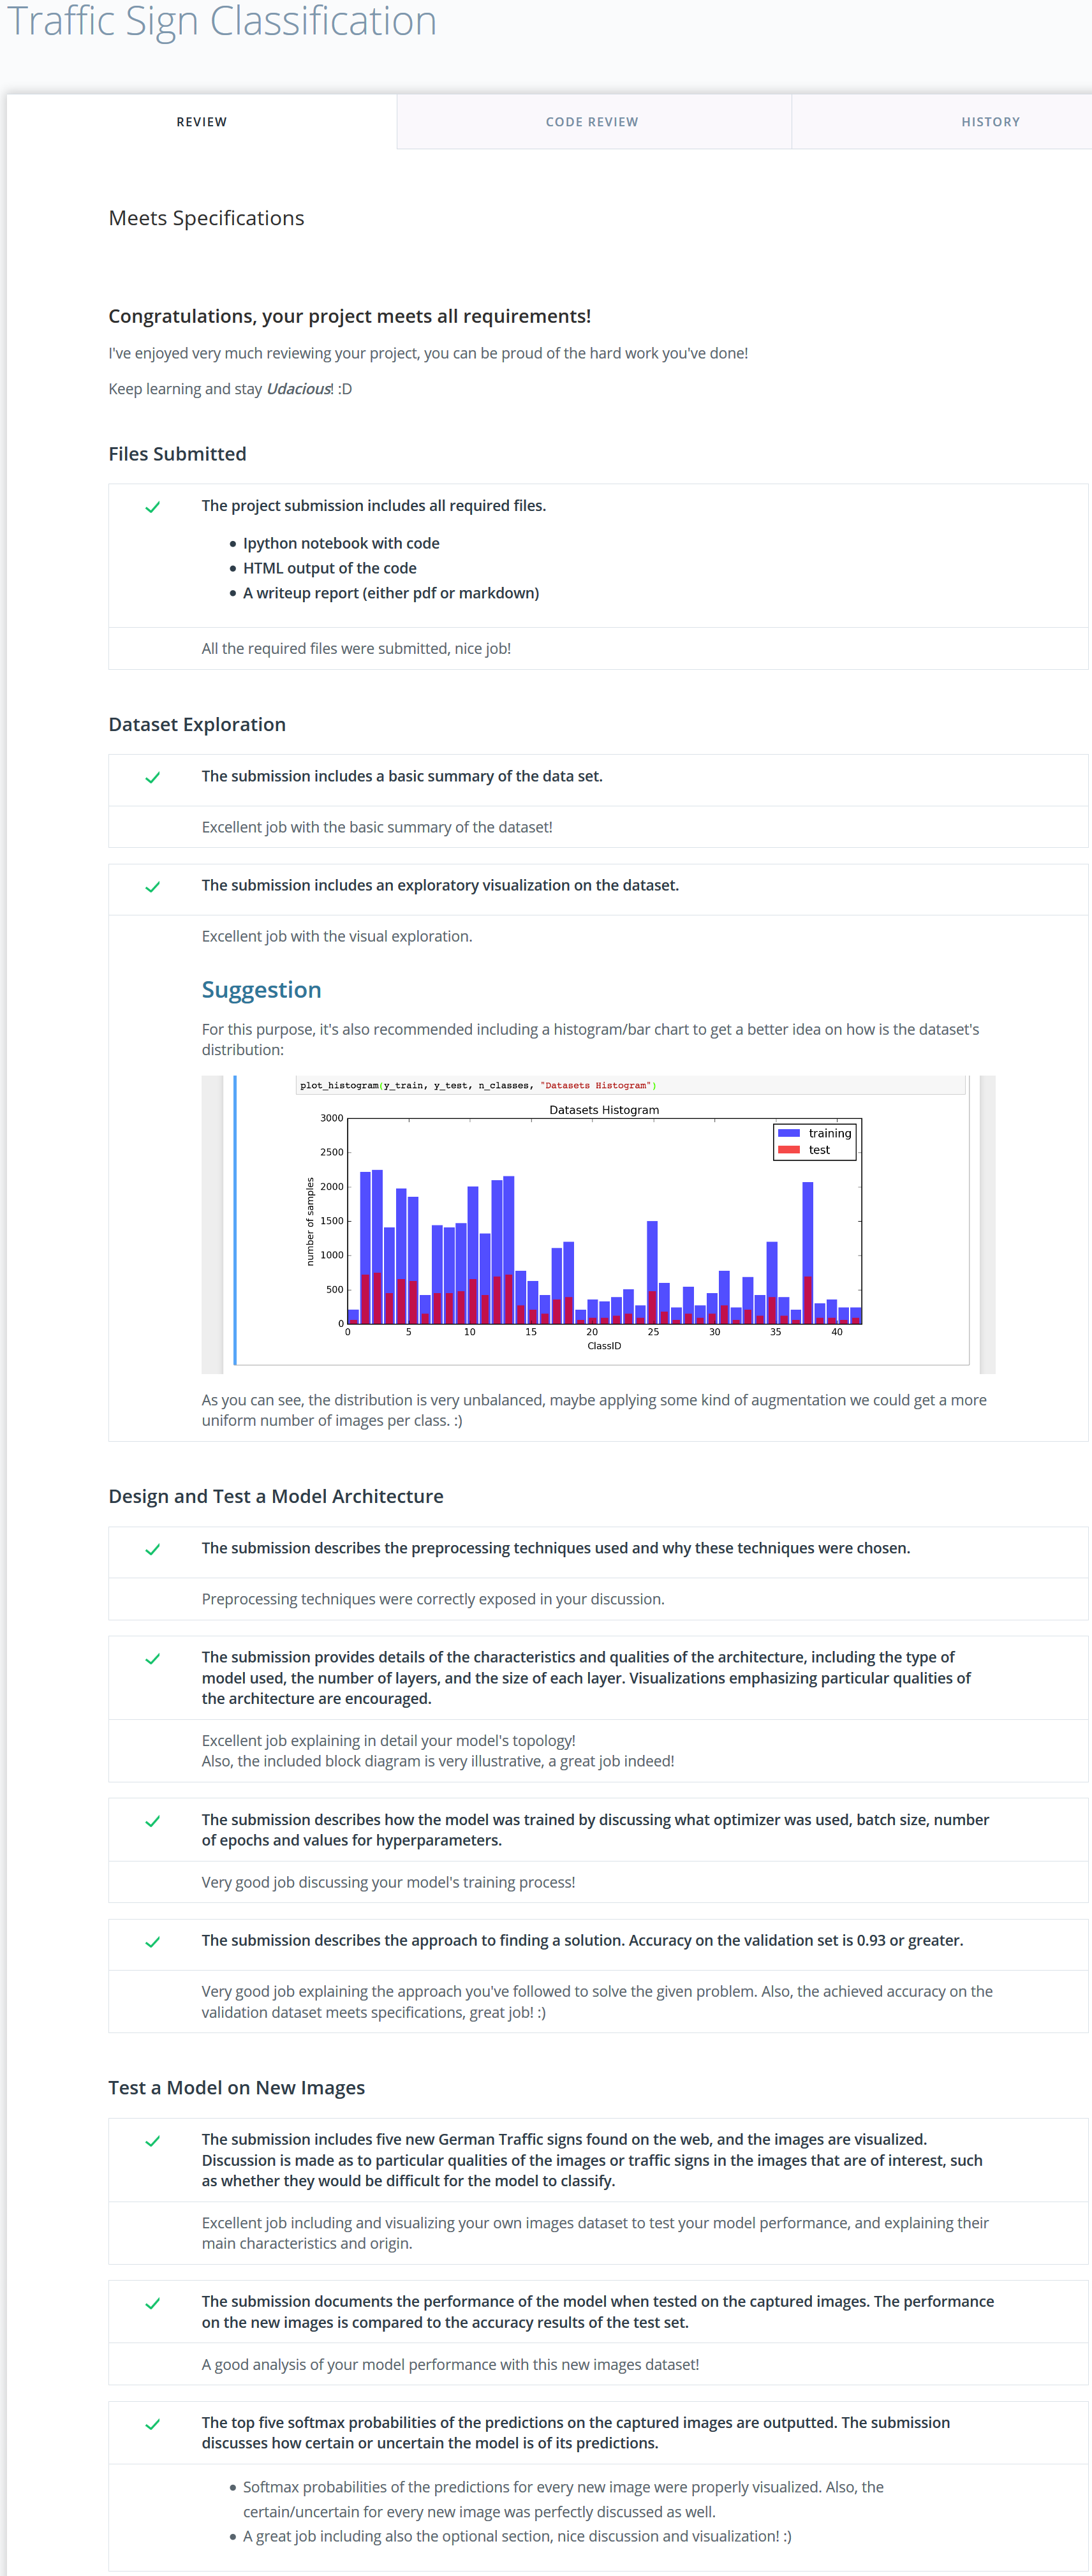 Traffic Sign Classification
REVIEW
CODE REVIEW
HISTORY
Meets Specifications
Congratulations, your project meets all requirements!
I've enjoyed very much reviewing your project, you can be proud of the hard work you've done!
Keep learning and stay Udacious! :D
Files Submitted
The project submission includes all required files.
• Ipython notebook with code
• HTML output of the code
• A writeup report (either pdf or markdown)
All the required files were submitted, nice job!
Dataset Exploration
The submission includes a basic summary of the data set.
Excellent job with the basic summary of the dataset!
The submission includes an exploratory visualization on the dataset.
Excellent job with the visual exploration.
Suggestion
For this purpose, it's also recommended including a histogram/bar chart to get a better idea on how is the dataset's
distribution:
plot_histogram(y_train, y_test, n_classes, "Datasets Histogram")
Datasets Histogram
3000
2500
2000
1500
1000
500
0
number of samples
training
test
0 5 10 15 20 25 30 35 40
ClassID
As you can see, the distribution is very unbalanced, maybe applying some kind of augmentation we could get a more
uniform number of images per class. :)
Design and Test a Model Architecture
The submission describes the preprocessing techniques used and why these techniques were chosen.
Preprocessing techniques were correctly exposed in your discussion.
The submission provides details of the characteristics and qualities of the architecture, including the type of
model used, the number of layers, and the size of each layer. Visualizations emphasizing particular qualities of
the architecture are encouraged.
Excellent job explaining in detail your model's topology!
Also, the included block diagram is very illustrative, a great job indeed!
The submission describes how the model was trained by discussing what optimizer was used, batch size, number
of epochs and values for hyperparameters.
Very good job discussing your model's training process!
The submission describes the approach to finding a solution. Accuracy on the validation set is 0.93 or greater.
Very good job explaining the approach you've followed to solve the given problem. Also, the achieved accuracy on the
validation dataset meets specifications, great job! :)
Test a Model on New Images
The submission includes five new German Traffic signs found on the web, and the images are visualized.
Discussion is made as to particular qualities of the images or traffic signs in the images that are of interest, such
as whether they would be difficult for the model to classify.
Excellent job including and visualizing your own images dataset to test your model performance, and explaining their
main characteristics and origin.
The submission documents the performance of the model when tested on the captured images. The performance
on the new images is compared to the accuracy results of the test set.
A good analysis of your model performance with this new images dataset!
The top five softmax probabilities of the predictions on the captured images are outputted. The submission
discusses how certain or uncertain the model is of its predictions.
• Softmax probabilities of the predictions for every new image were properly visualized. Also, the
certain/uncertain for every new image was perfectly discussed as well.
• A great job including also the optional section, nice discussion and visualization! :)